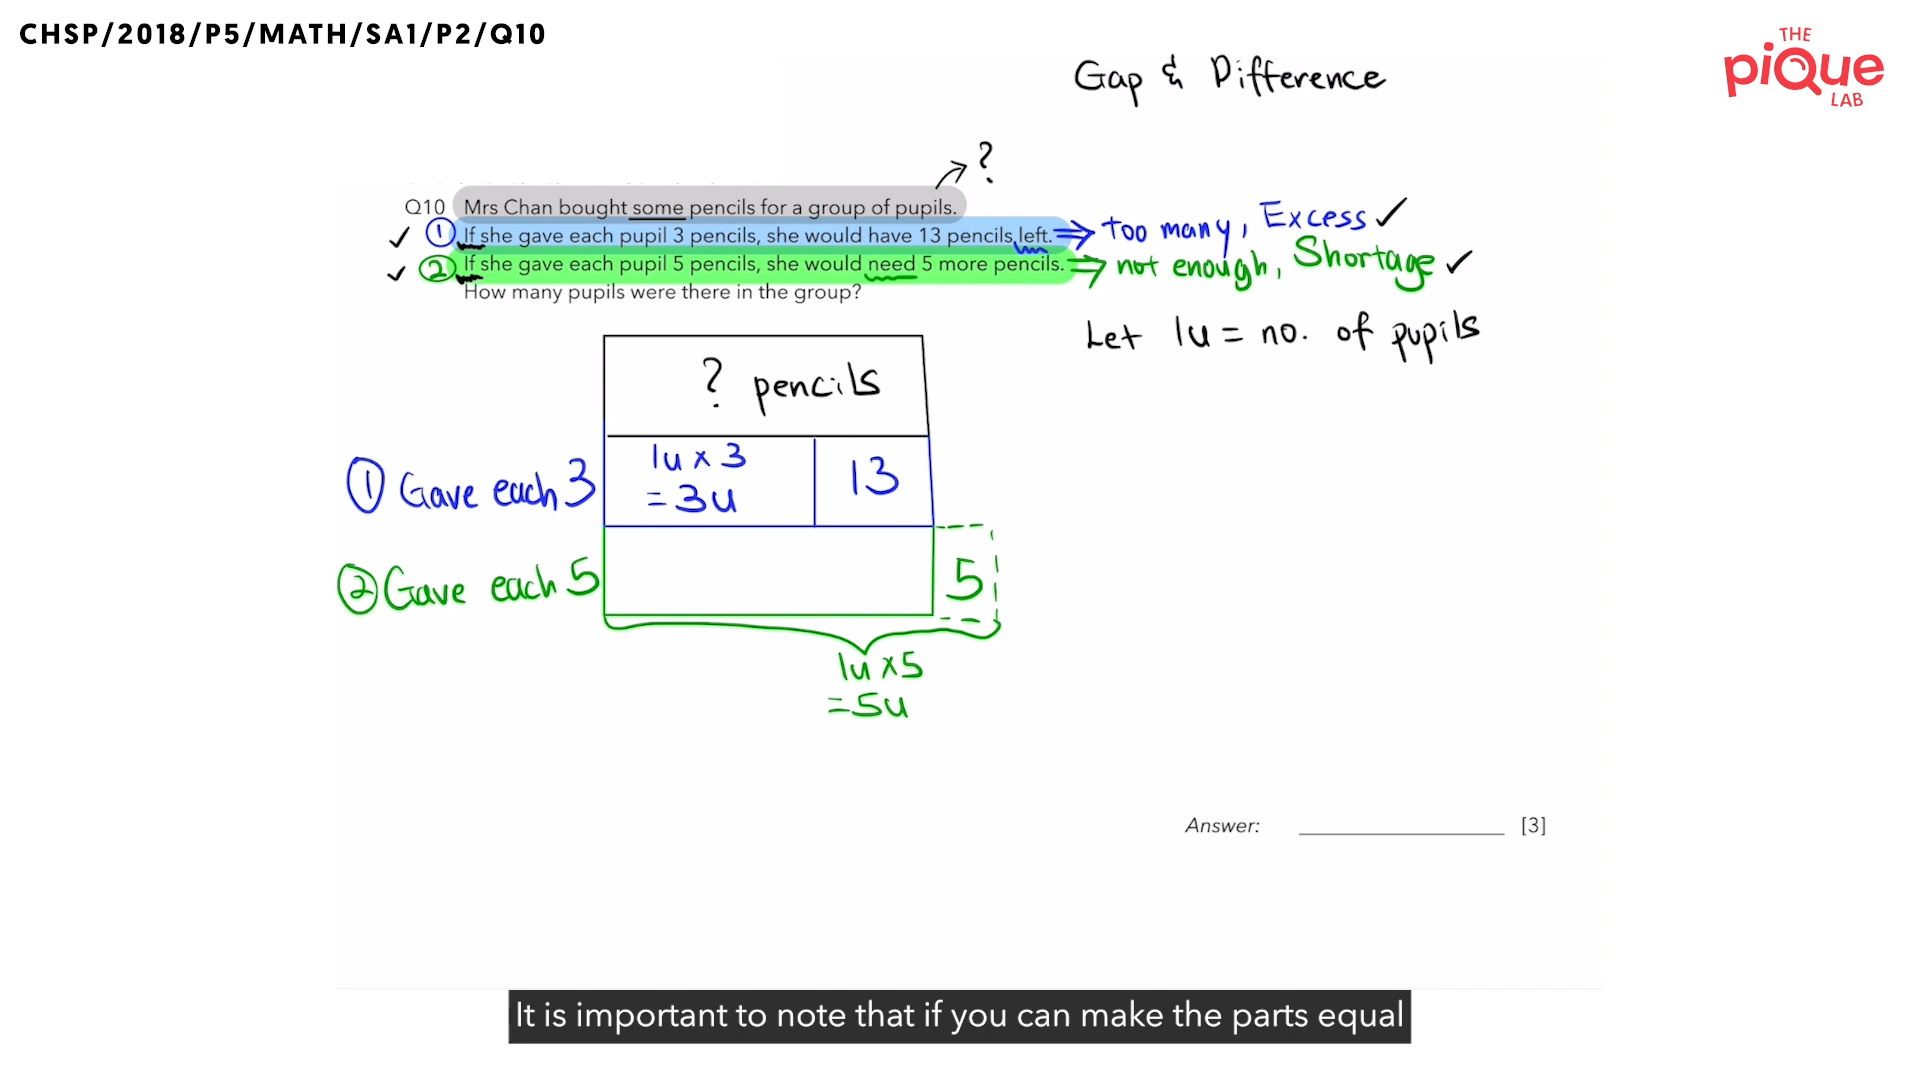 CHSP/2018/P5/MATH/SA1/P2/Q10
THE
piQue
LAB
Gap & Difference
?
Q10 Mrs Chan bought some pencils for a group of pupils.
① If she gave each pupil 3 pencils, she would have 13 pencils left. ⇒ too many, Excess ✓
② If she gave each pupil 5 pencils, she would need 5 more pencils. ⇒ not enough, Shortage ✓
How many pupils were there in the group?
Let 1u = no. of pupils
? pencils
① Gave each 3
1u x 3
= 3u
13
② Gave each 5
5
1u x 5
= 5u
Answer: ____________________ [3]
It is important to note that if you can make the parts equal